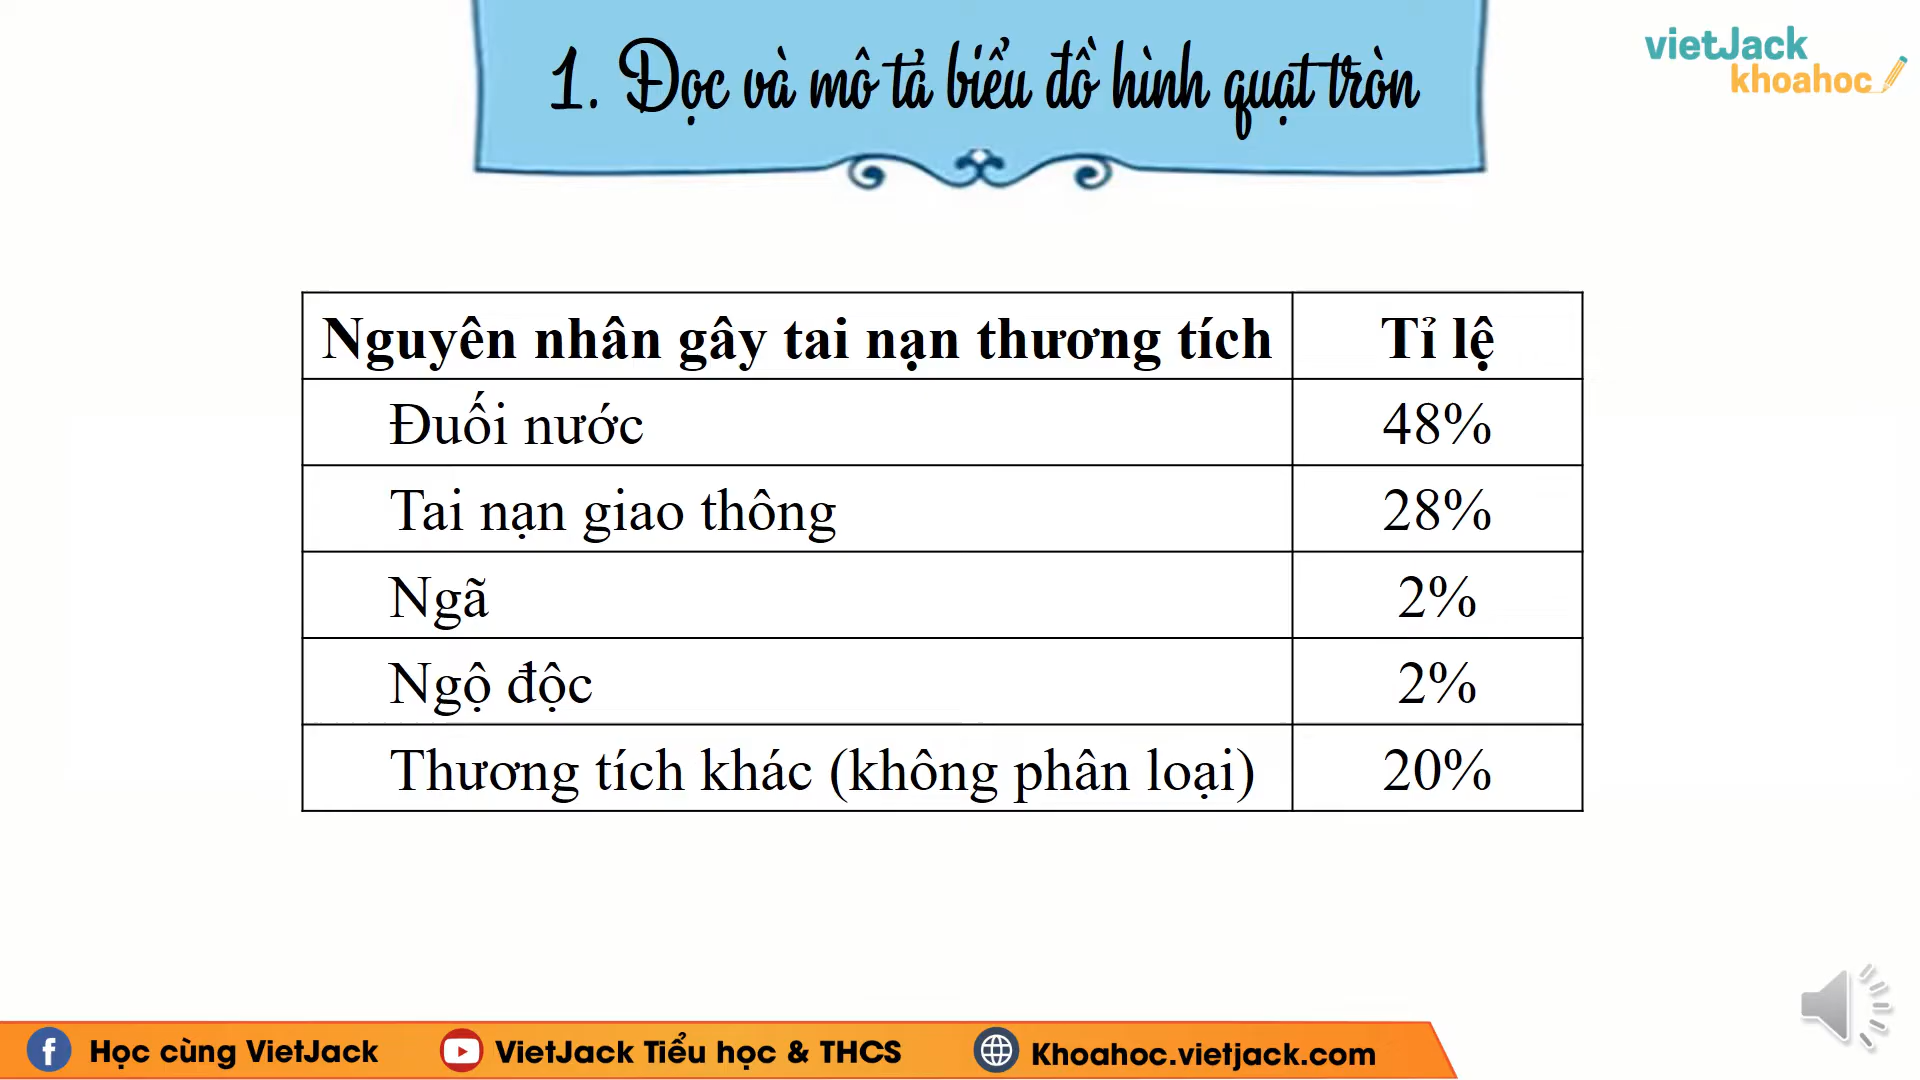 1. Đọc và mô tả biểu đồ hình quạt tròn
vietJack
khoahoc
Nguyên nhân gây tai nạn thương tích Tỉ lệ
Đuối nước 48%
Tai nạn giao thông 28%
Ngã 2%
Ngộ độc 2%
Thương tích khác (không phân loại) 20%
Học cùng VietJack VietJack Tiểu học & THCS Khoahoc.vietjack.com